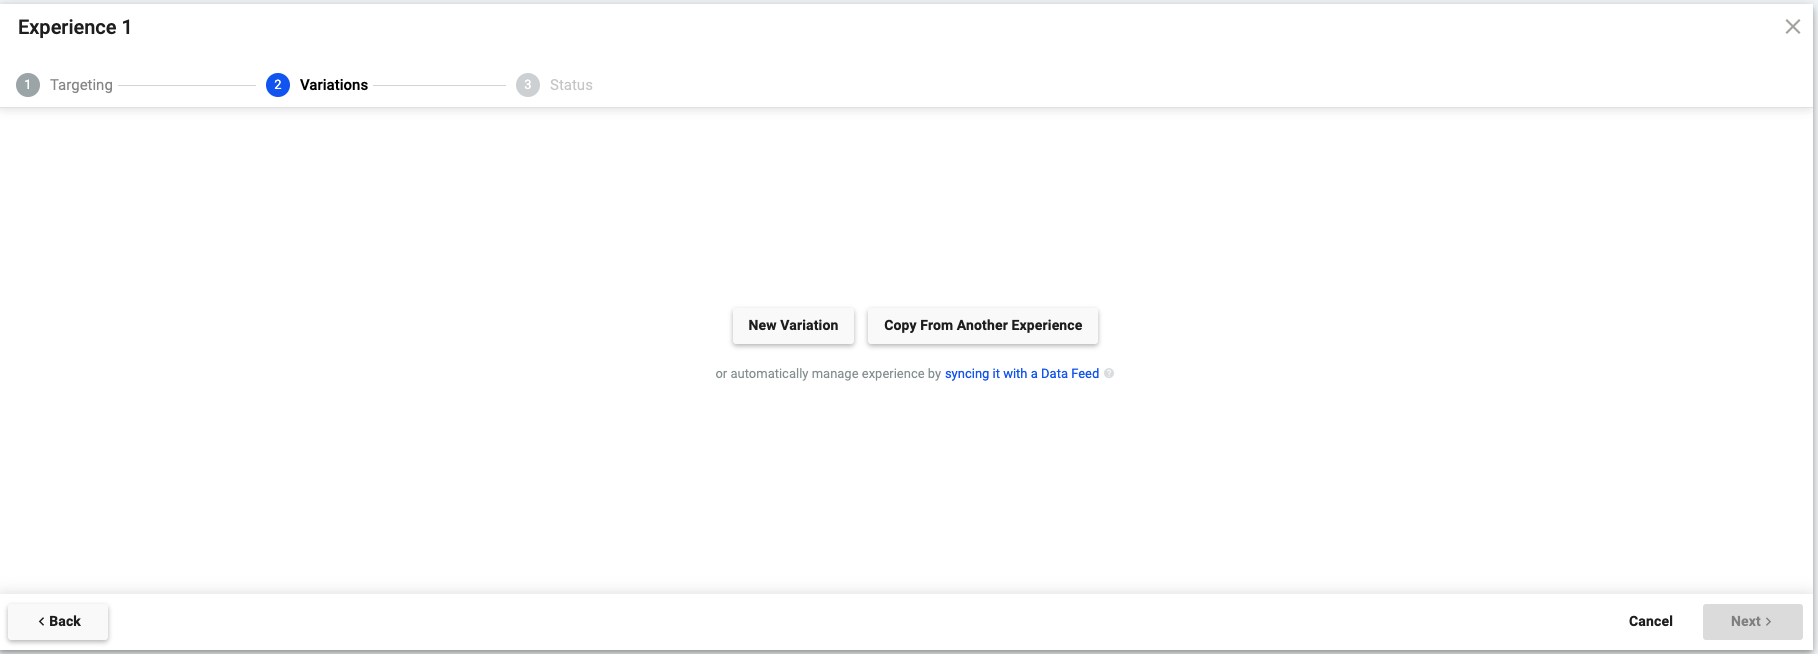 Experience 1
1 Targeting 2 Variations 3 Status
New Variation Copy From Another Experience
or automatically manage experience by syncing it with a Data Feed ?
< Back Cancel Next >